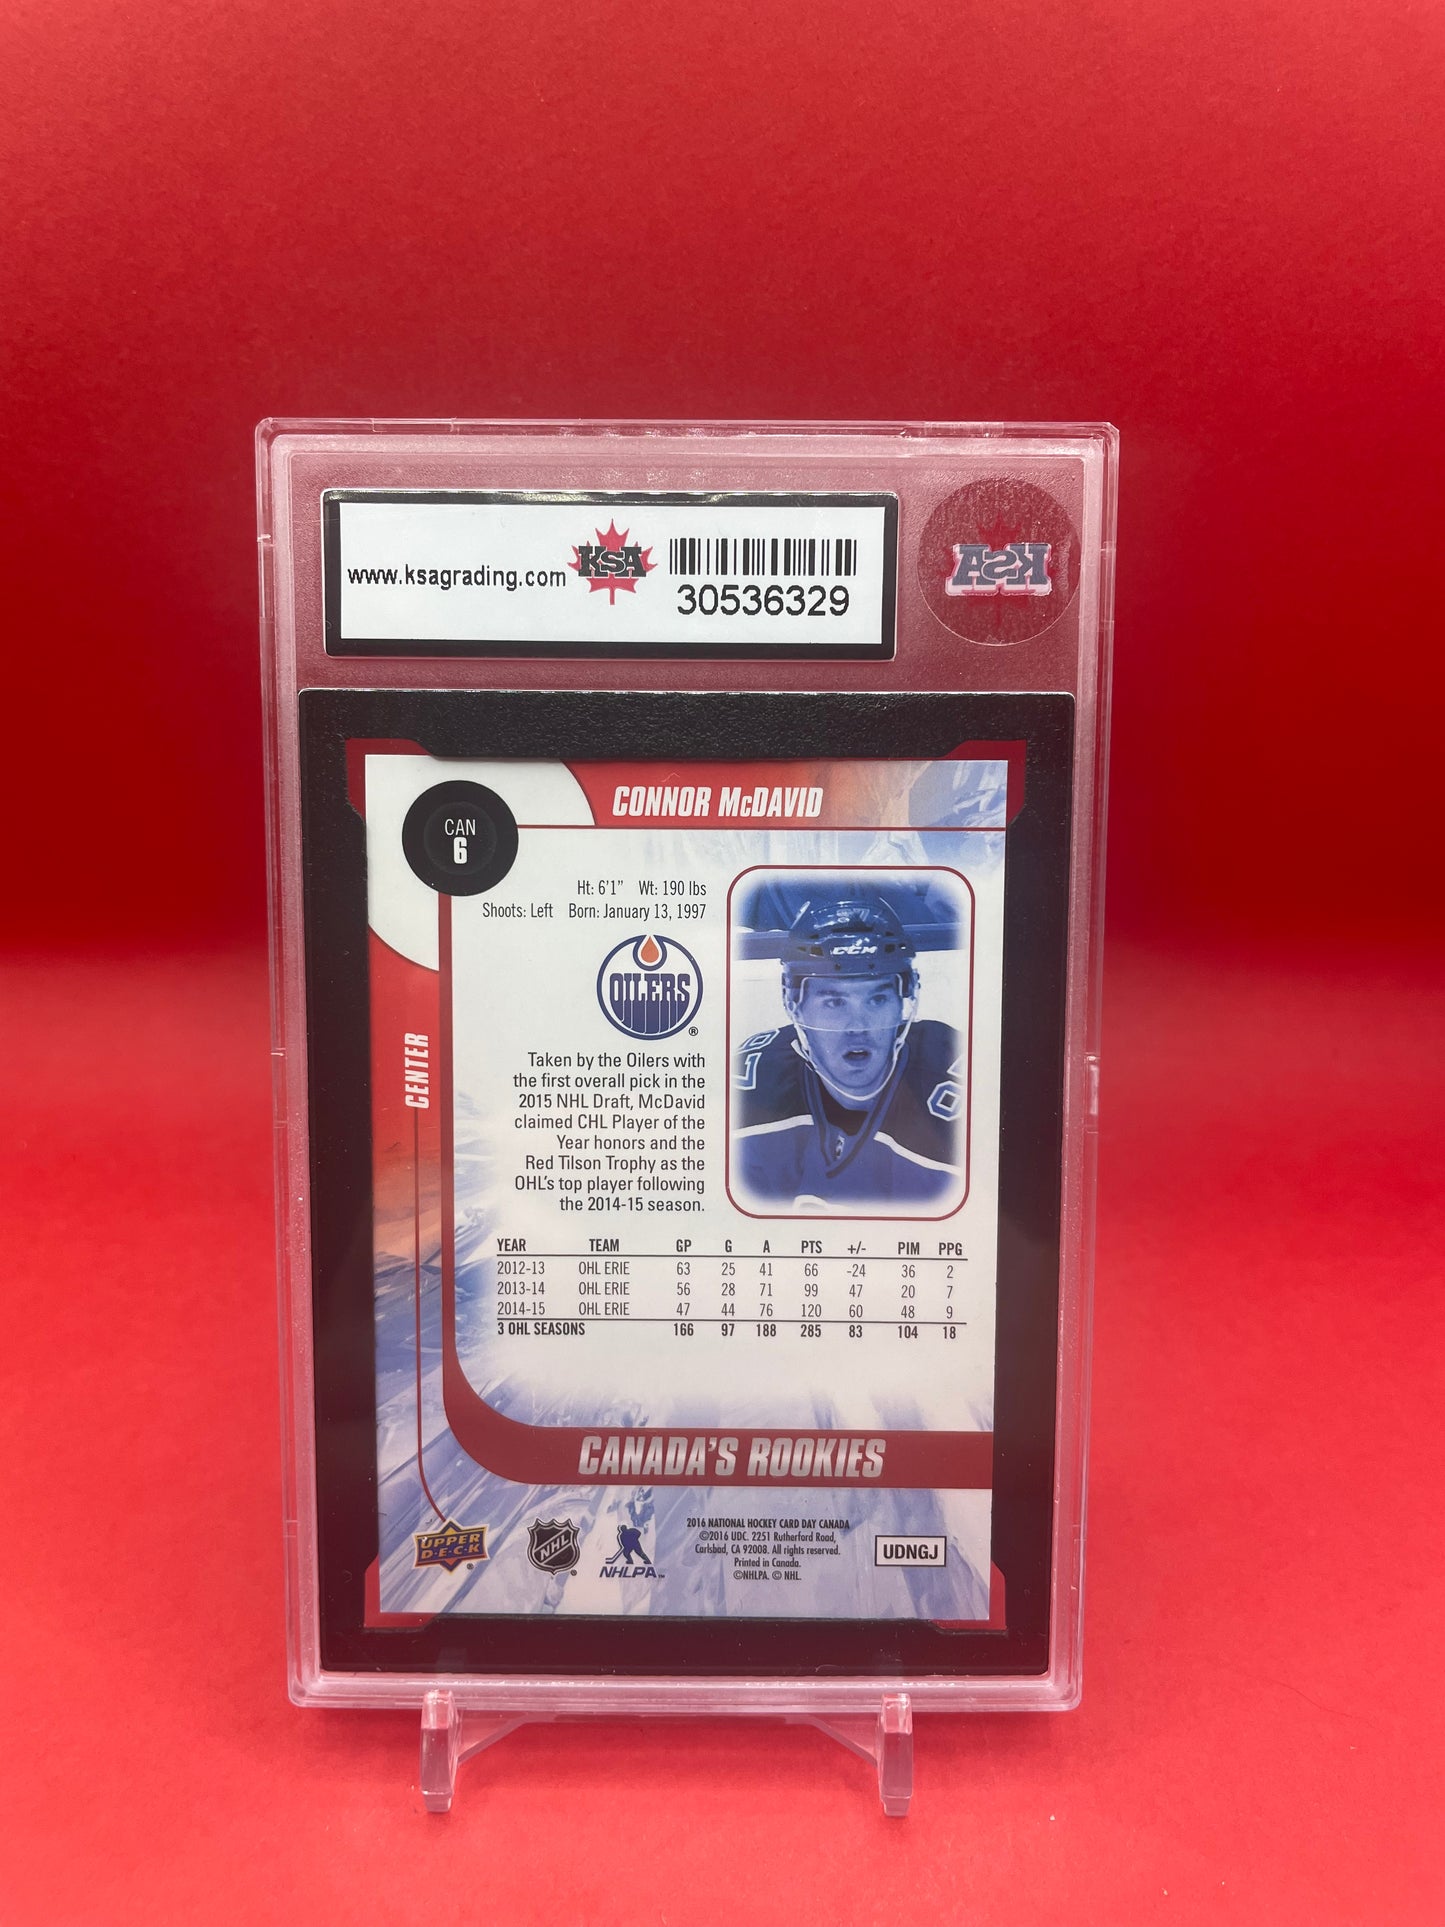 www.ksagrading.com
KSA
30536329
KSA
CONNOR McDAVID
CAN
6
Ht: 6'1" Wt: 190 lbs
Shoots: Left Born: January 13, 1997
OILERS
®
CCM
CENTER
Taken by the Oilers with
the first overall pick in the
2015 NHL Draft, McDavid
claimed CHL Player of the
Year honors and the
Red Tilson Trophy as the
OHL's top player following
the 2014-15 season.
YEAR TEAM GP G A PTS +/- PIM PPG
2012-13 OHL ERIE 63 25 41 66 -24 36 2
2013-14 OHL ERIE 56 28 71 99 47 20 7
2014-15 OHL ERIE 47 44 76 120 60 48 9
3 OHL SEASONS 166 97 188 285 83 104 18
CANADA'S ROOKIES
UPPER
D•E•C•K
®
NHL
®
NHLPA™
2016 NATIONAL HOCKEY CARD DAY CANADA
©2016 UDC. 2251 Rutherford Road,
Carlsbad, CA 92008. All rights reserved.
Printed in Canada.
©NHLPA. © NHL.
UDNGJ